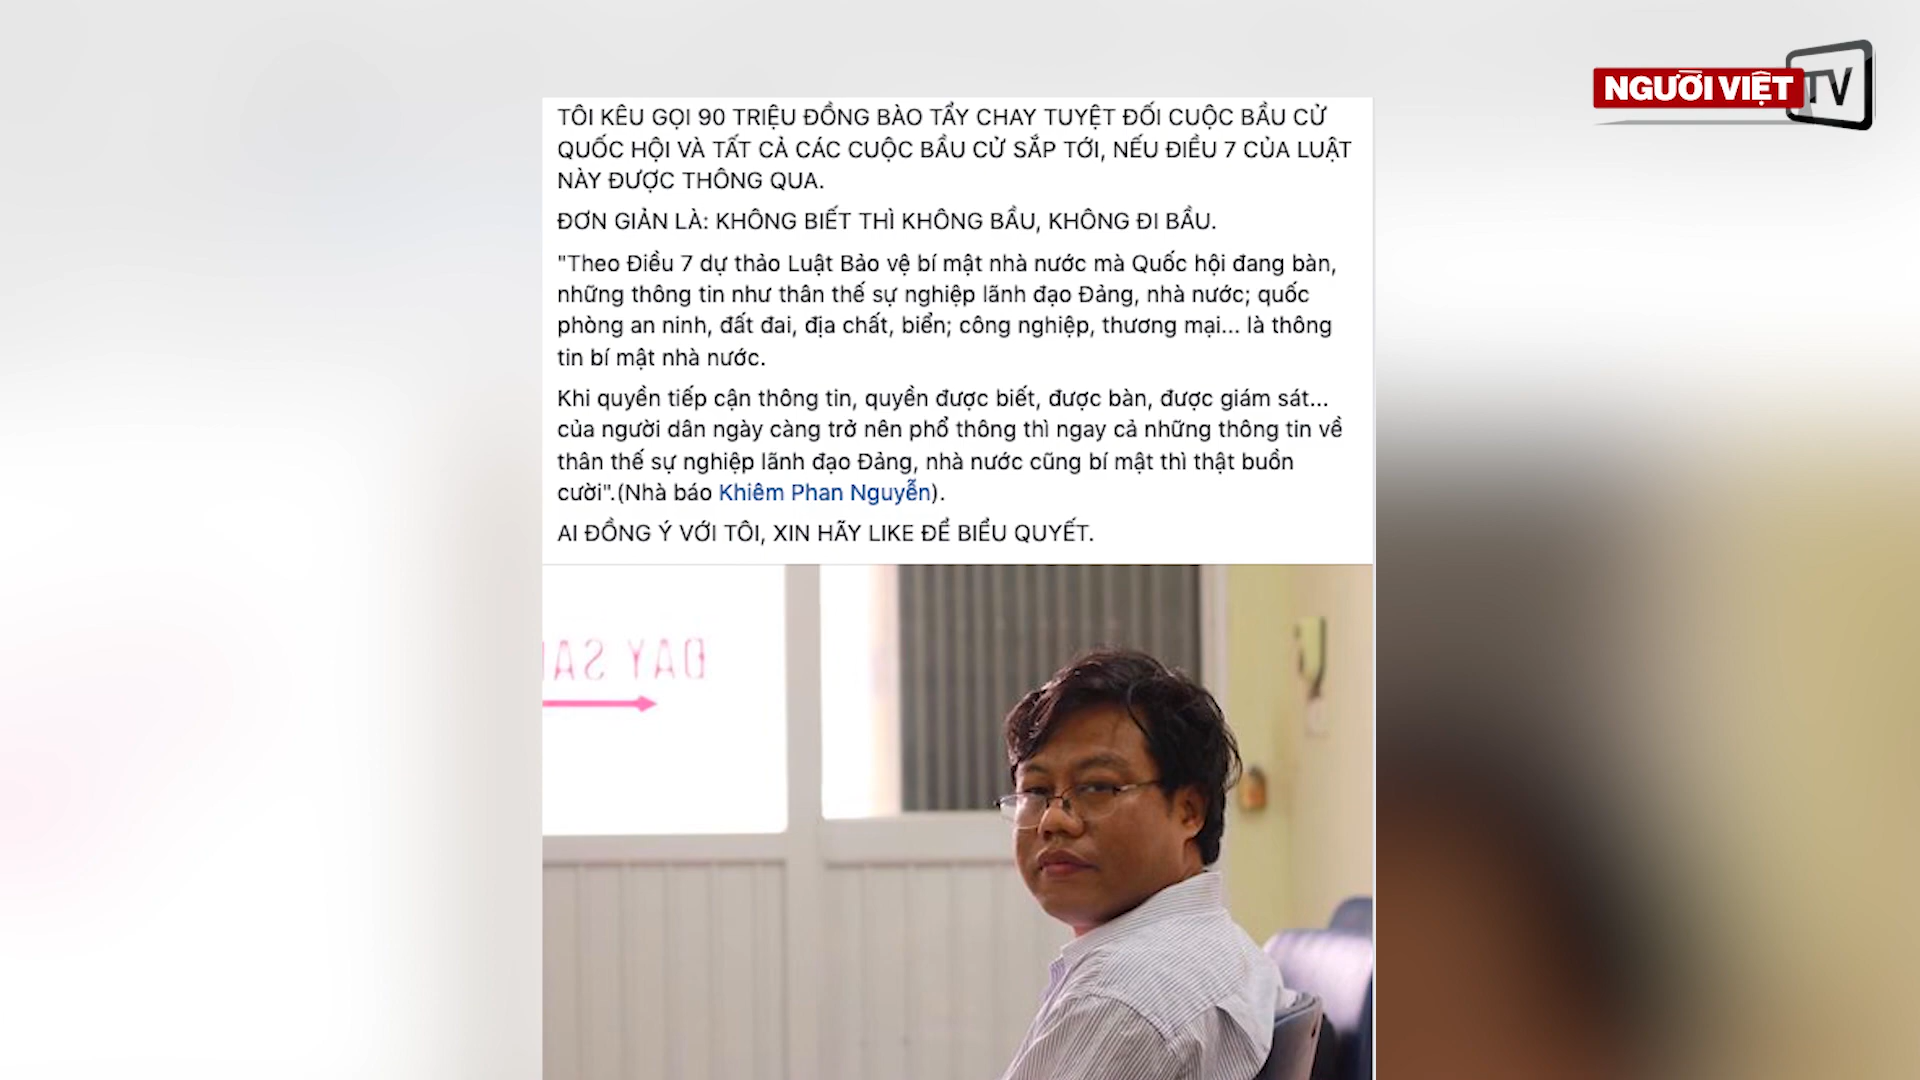 NGƯỜI VIỆT TV
TÔI KÊU GỌI 90 TRIỆU ĐỒNG BÀO TẨY CHAY TUYỆT ĐỐI CUỘC BẦU CỬ
QUỐC HỘI VÀ TẤT CẢ CÁC CUỘC BẦU CỬ SẮP TỚI, NẾU ĐIỀU 7 CỦA LUẬT
NÀY ĐƯỢC THÔNG QUA.
ĐƠN GIẢN LÀ: KHÔNG BIẾT THÌ KHÔNG BẦU, KHÔNG ĐI BẦU.
"Theo Điều 7 dự thảo Luật Bảo vệ bí mật nhà nước mà Quốc hội đang bàn,
những thông tin như thân thế sự nghiệp lãnh đạo Đảng, nhà nước; quốc
phòng an ninh, đất đai, địa chất, biển; công nghiệp, thương mại... là thông
tin bí mật nhà nước.
Khi quyền tiếp cận thông tin, quyền được biết, được bàn, được giám sát...
của người dân ngày càng trở nên phổ thông thì ngay cả những thông tin về
thân thế sự nghiệp lãnh đạo Đảng, nhà nước cũng bí mật thì thật buồn
cười".(Nhà báo Khiêm Phan Nguyễn).
AI ĐỒNG Ý VỚI TÔI, XIN HÃY LIKE ĐỂ BIỂU QUYẾT.